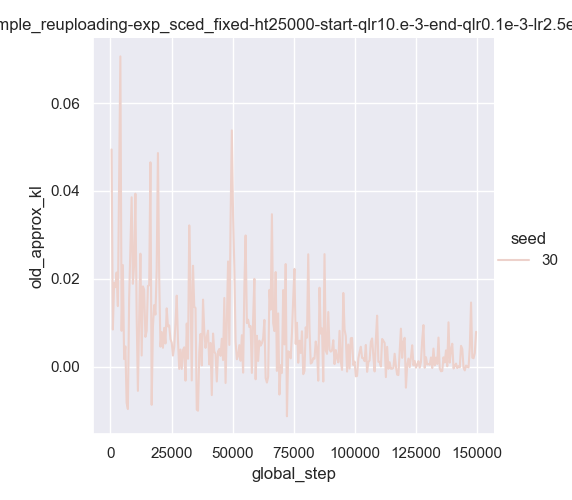 mple_reuploading-exp_sced_fixed-ht25000-start-qlr10.e-3-end-qlr0.1e-3-lr2.5e
0.06
0.04
0.02
0.00
old_approx_kl
0 25000 50000 75000 100000 125000 150000
global_step
seed
30